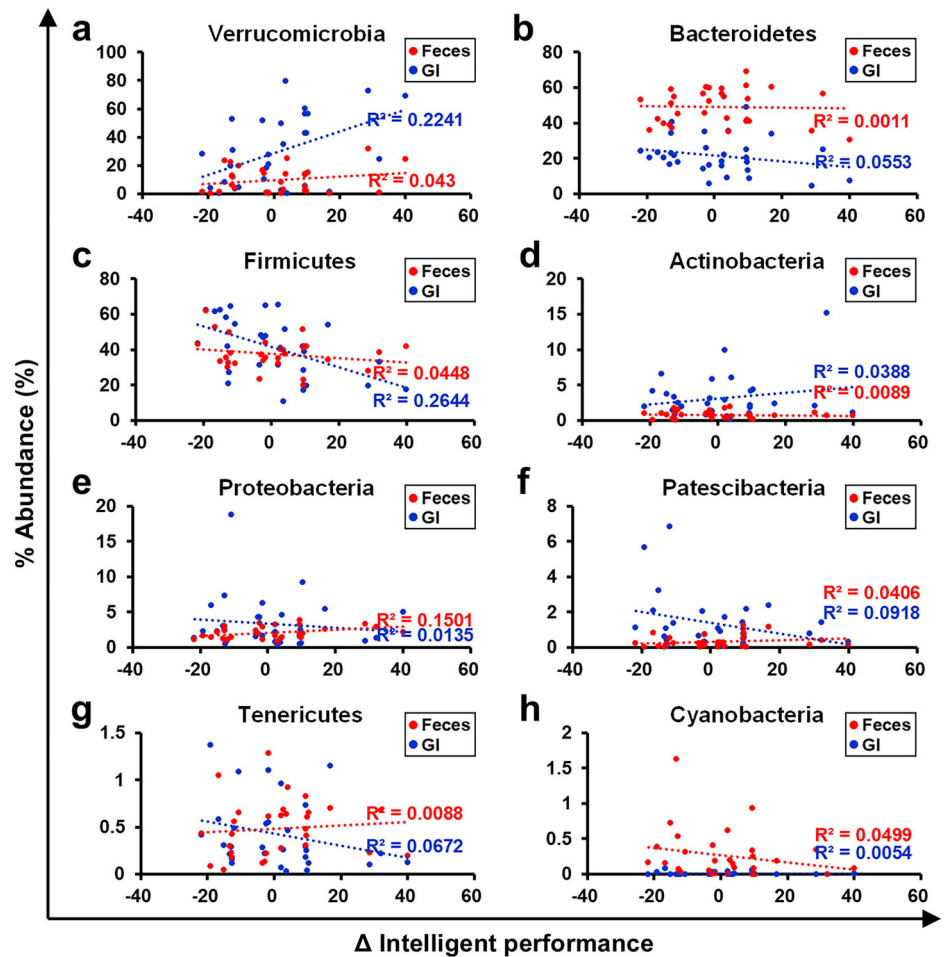 a
Verrucomicrobia
Feces
GI
100
80
60
40
20
0
R² = 0.2241
R² = 0.043
-40 -20 0 20 40 60
b
Bacteroidetes
Feces
GI
80
60
40
20
0
R² = 0.0011
R² = 0.0553
-40 -20 0 20 40 60
c
Firmicutes
Feces
GI
80
60
40
20
0
R² = 0.0448
R² = 0.2644
-40 -20 0 20 40 60
d
Actinobacteria
Feces
GI
20
15
10
5
0
R² = 0.0388
R² = 0.0089
-40 -20 0 20 40 60
e
Proteobacteria
Feces
GI
20
15
10
5
0
R² = 0.1501
R² = 0.0135
-40 -20 0 20 40 60
f
Patescibacteria
Feces
GI
8
6
4
2
0
R² = 0.0406
R² = 0.0918
-40 -20 0 20 40 60
g
Tenericutes
Feces
GI
1.5
1
0.5
0
R² = 0.0088
R² = 0.0672
-40 -20 0 20 40 60
h
Cyanobacteria
Feces
GI
2
1.5
1
0.5
0
R² = 0.0499
R² = 0.0054
-40 -20 0 20 40 60
% Abundance (%)
Δ Intelligent performance